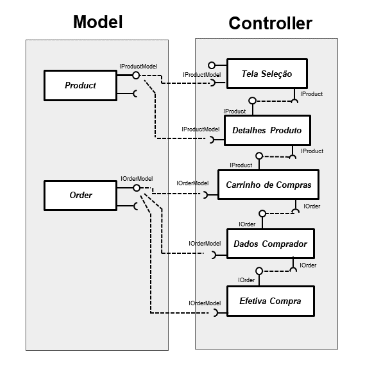 Model
Controller
IProductModel
Product
IProductModel
Tela Seleção
IProduct
IProduct
IProductModel
Detalhes Produto
IProduct
IProduct
IOrderModel
Order
IOrderModel
Carrinho de Compras
IOrder
IOrder
IOrderModel
Dados Comprador
IOrder
IOrder
IOrderModel
Efetiva Compra